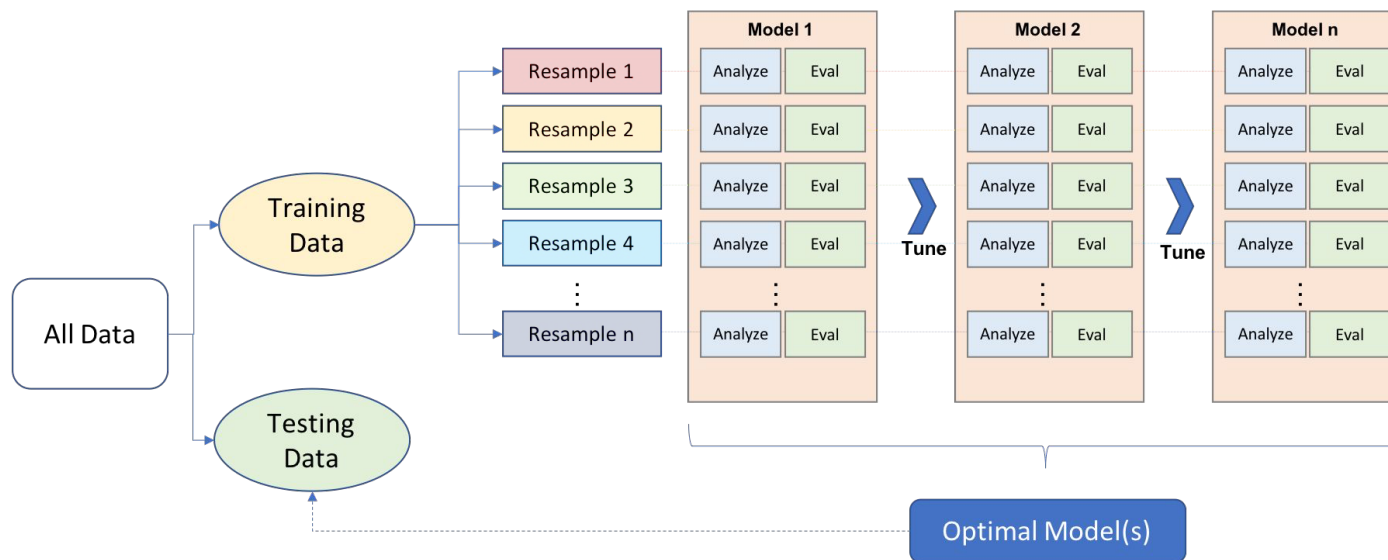 Model 1
Model 2
Model n
Resample 1
Analyze
Eval
Analyze
Eval
Analyze
Eval
Resample 2
Analyze
Eval
Analyze
Eval
Analyze
Eval
Resample 3
Analyze
Eval
Analyze
Eval
Analyze
Eval
Training
Data
Resample 4
Analyze
Eval
Tune
Analyze
Eval
Tune
Analyze
Eval
All Data
Resample n
Analyze
Eval
Analyze
Eval
Analyze
Eval
Testing
Data
Optimal Model(s)